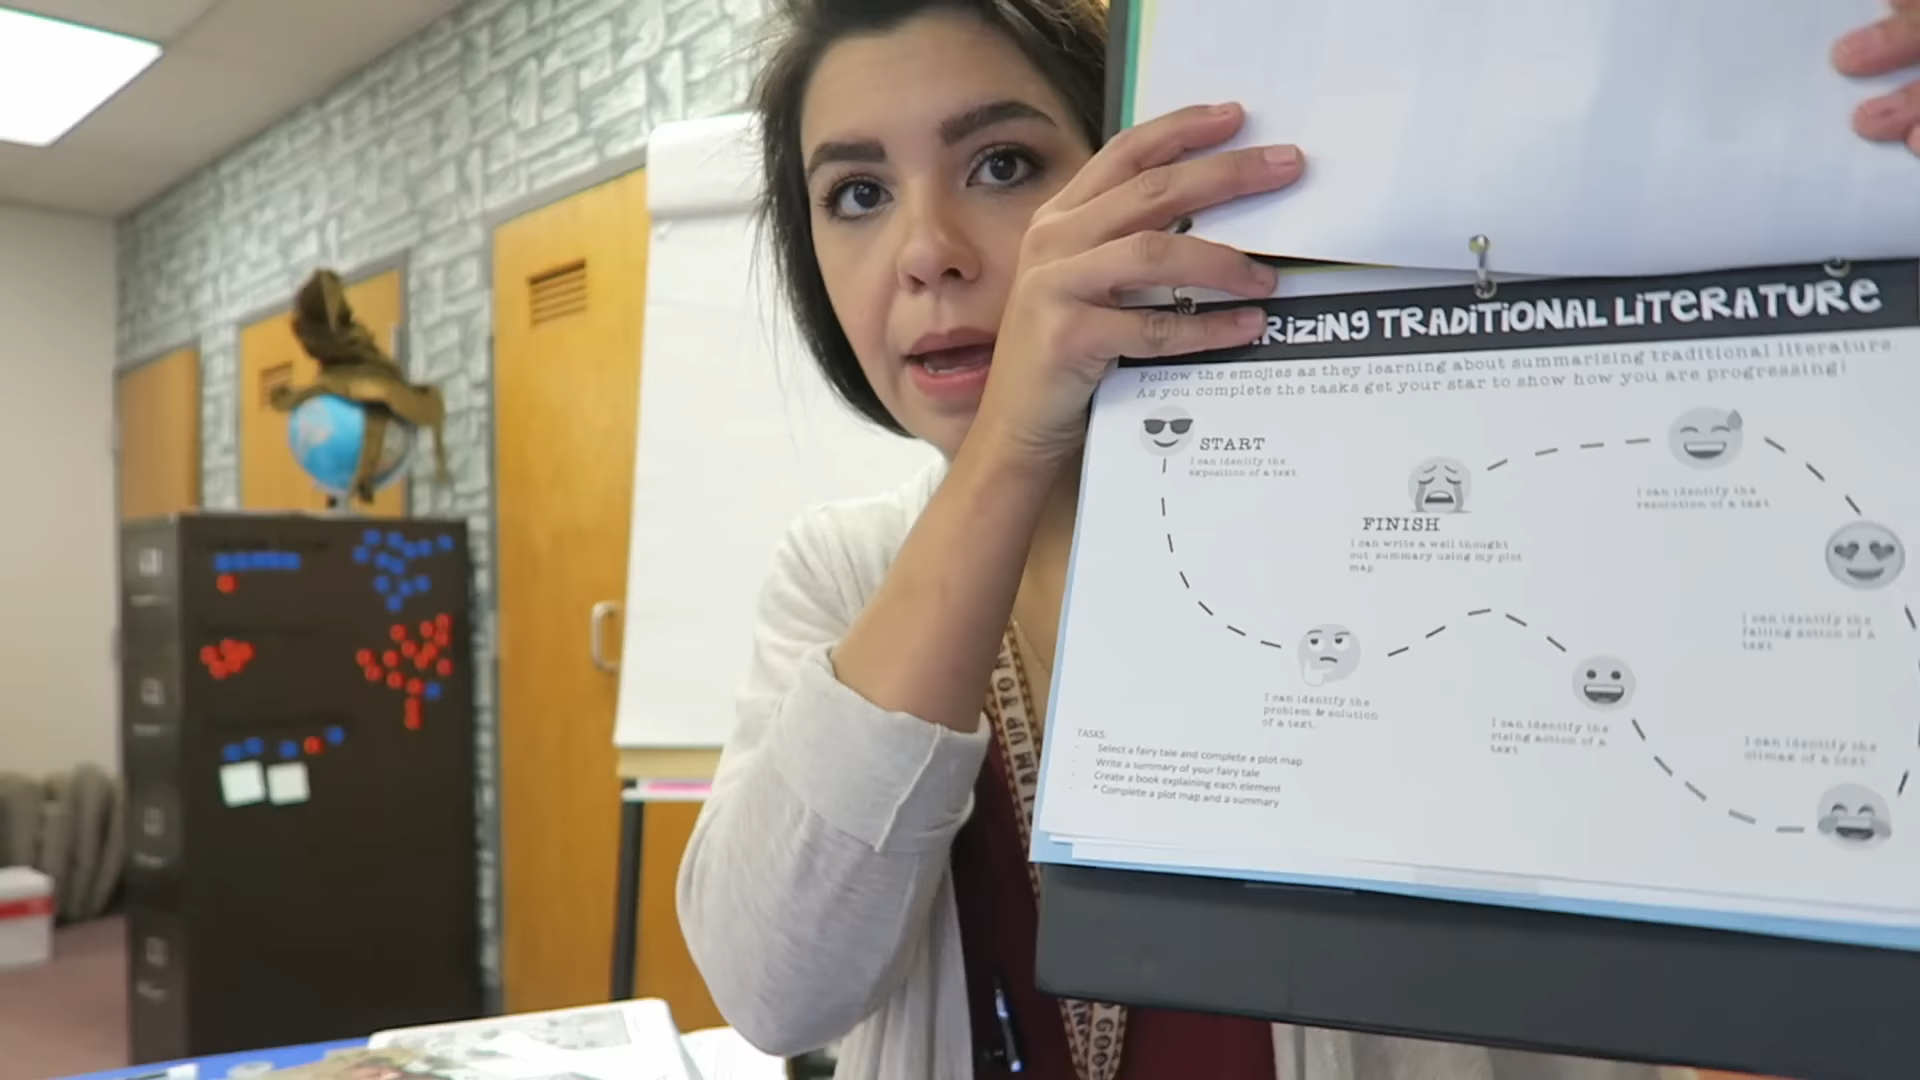 RiZiNG TRADiTiONAL LiTeRATURe
Follow the emojies as they learning about summarizing traditional literature.
As you complete the tasks get your star to show how you are progressing!
START
I can identify the
exposition of a text.
I can identify the
resolution of a text.
FINISH
I can write a well thought
out summary using my plot
map
I can identify the
falling action of a
text
I can identify the
problem & solution
of a text.
I can identify the
rising action of a
text
I can identify the
climax of a text.
TASKS:
- Select a fairy tale and complete a plot map
- Write a summary of your fairy tale
- Create a book explaining each element
- * Complete a plot map and a summary
I AM UP TO
GOO